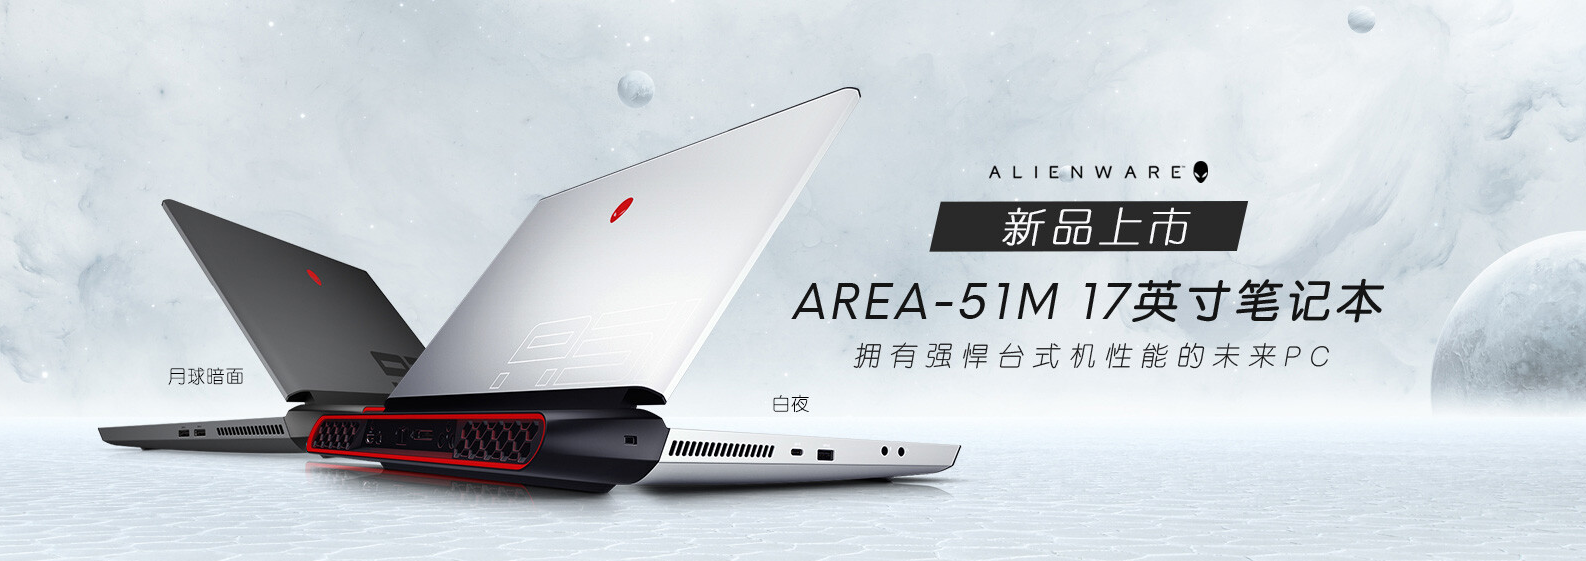 ALIENWARE
新品上市
AREA-51M 17英寸笔记本
拥有强悍台式机性能的未来PC
月球暗面
白夜